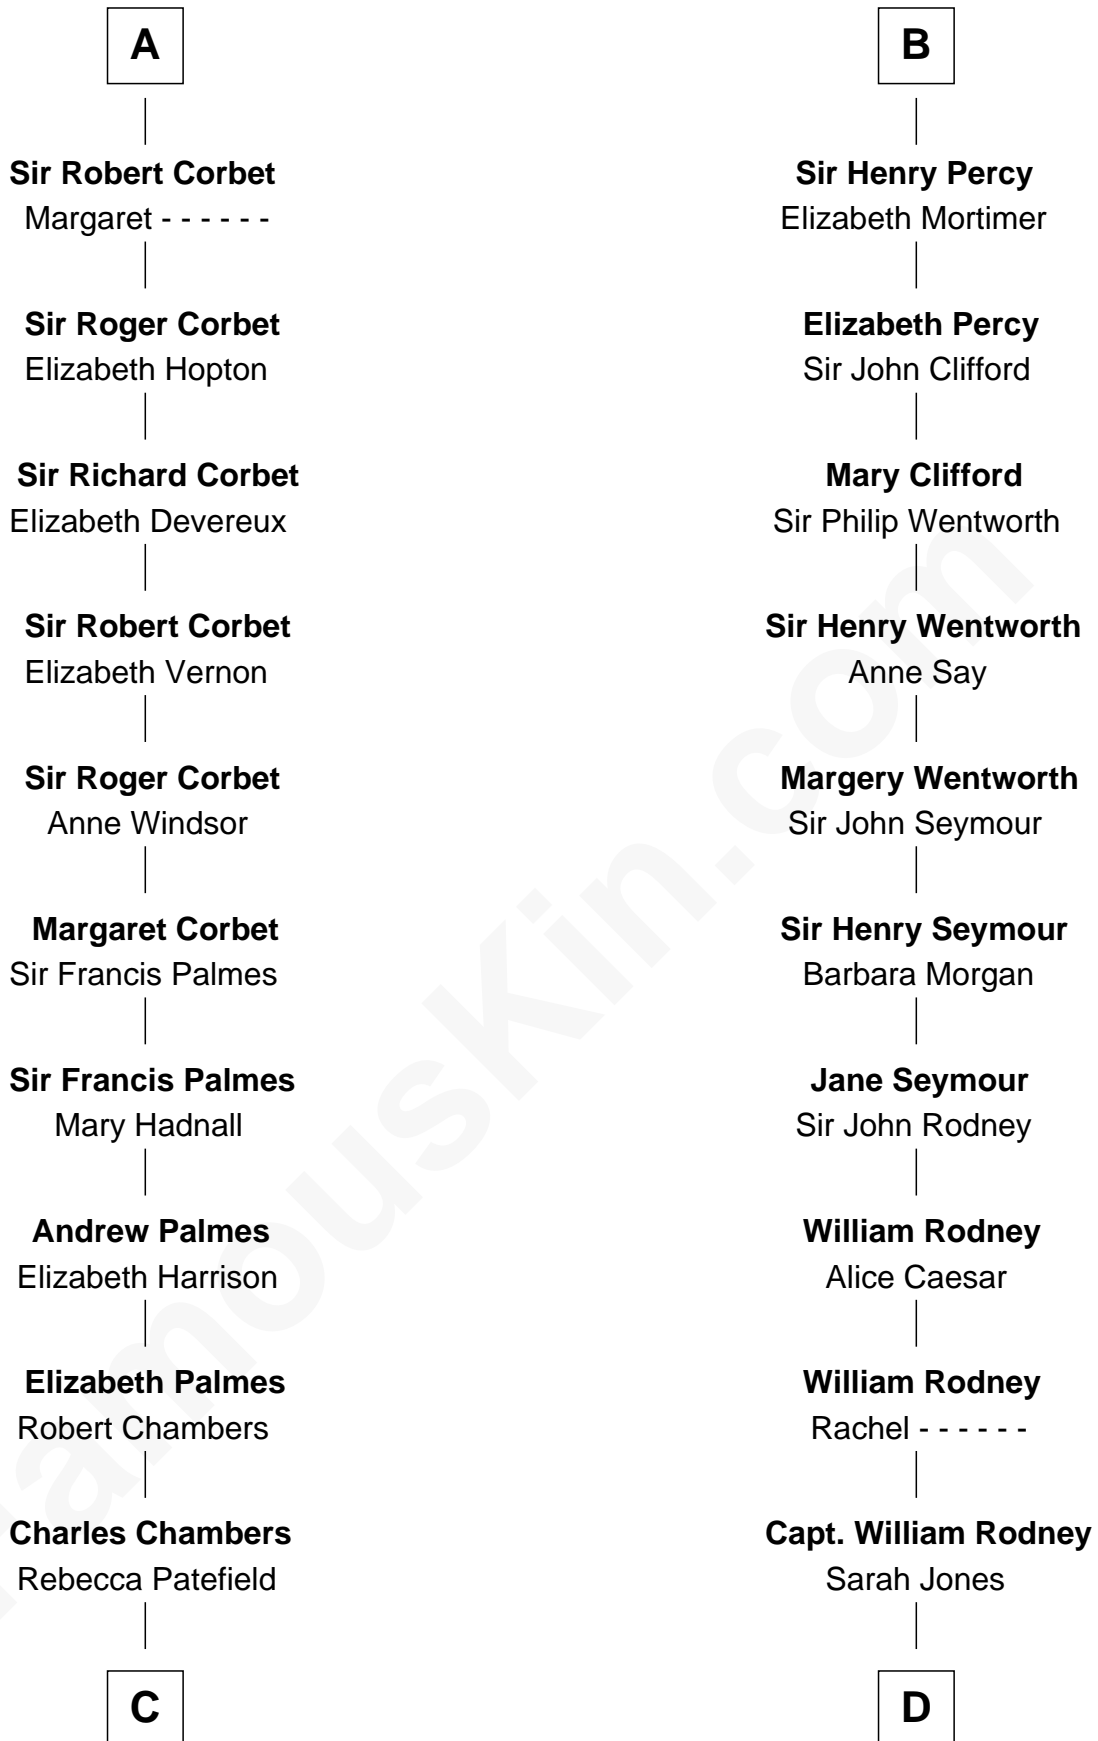 A
Sir Robert Corbet
Margaret - - - - - -
Sir Roger Corbet
Elizabeth Hopton
Sir Richard Corbet
Elizabeth Devereux
Sir Robert Corbet
Elizabeth Vernon
Sir Roger Corbet
Anne Windsor
Margaret Corbet
Sir Francis Palmes
Sir Francis Palmes
Mary Hadnall
Andrew Palmes
Elizabeth Harrison
Elizabeth Palmes
Robert Chambers
Charles Chambers
Rebecca Patefield
C
B
Sir Henry Percy
Elizabeth Mortimer
Elizabeth Percy
Sir John Clifford
Mary Clifford
Sir Philip Wentworth
Sir Henry Wentworth
Anne Say
Margery Wentworth
Sir John Seymour
Sir Henry Seymour
Barbara Morgan
Jane Seymour
Sir John Rodney
William Rodney
Alice Caesar
William Rodney
Rachel - - - - - -
Capt. William Rodney
Sarah Jones
D
FamousKin.com